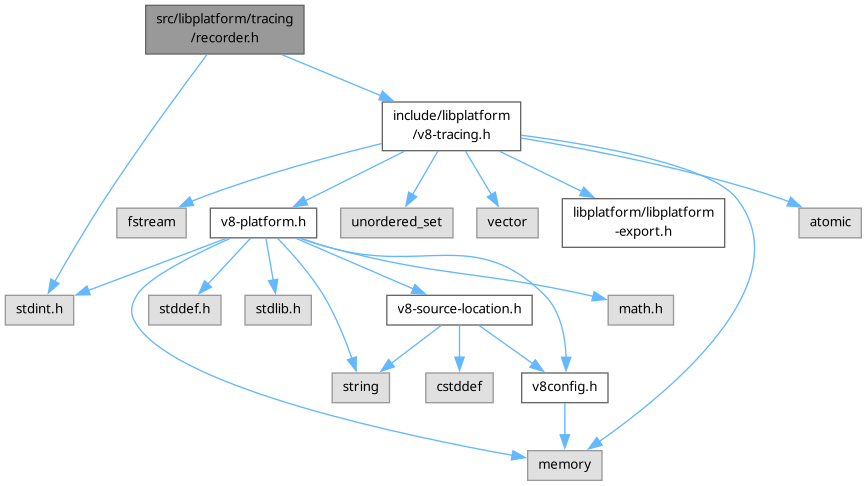 src/libplatform/tracing
/recorder.h
include/libplatform
/v8-tracing.h
fstream
v8-platform.h
unordered_set
vector
libplatform/libplatform
-export.h
atomic
stdint.h
stddef.h
stdlib.h
v8-source-location.h
math.h
string
cstddef
v8config.h
memory